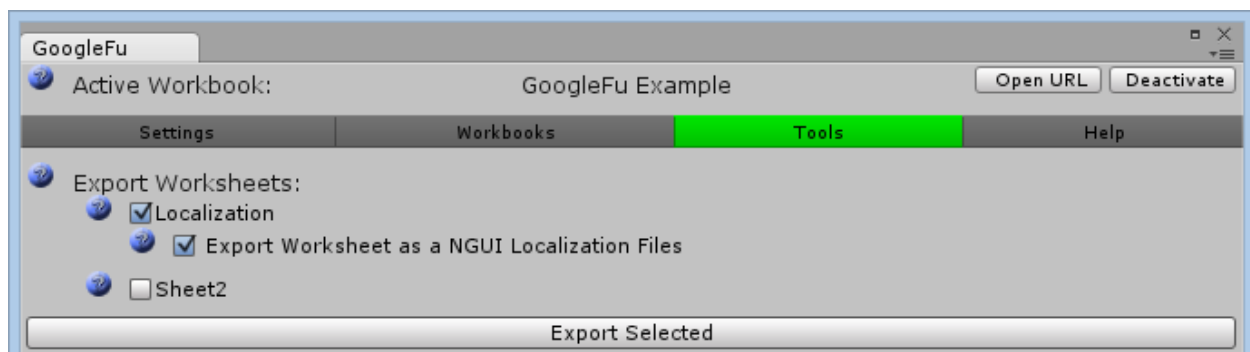 GoogleFu
Active Workbook: GoogleFu Example Open URL Deactivate
Settings Workbooks Tools Help
Export Worksheets:
Localization
Export Worksheet as a NGUI Localization Files
Sheet2
Export Selected